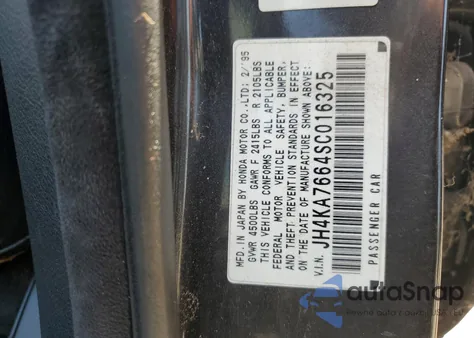 MFD. IN JAPAN BY HONDA MOTOR CO.,LTD: 2/'95
GVWR 4500LBS GAWR F 2415LBS R 2105LBS
THIS VEHICLE CONFORMS TO ALL APPLICABLE
FEDERAL MOTOR VEHICLE SAFETY, BUMPER,
AND THEFT PREVENTION STANDARDS IN EFFECT
ON THE DATE OF MANUFACTURE SHOWN ABOVE:
V.I.N. JH4KA7664SC016325
PASSENGER CAR
autoSnap